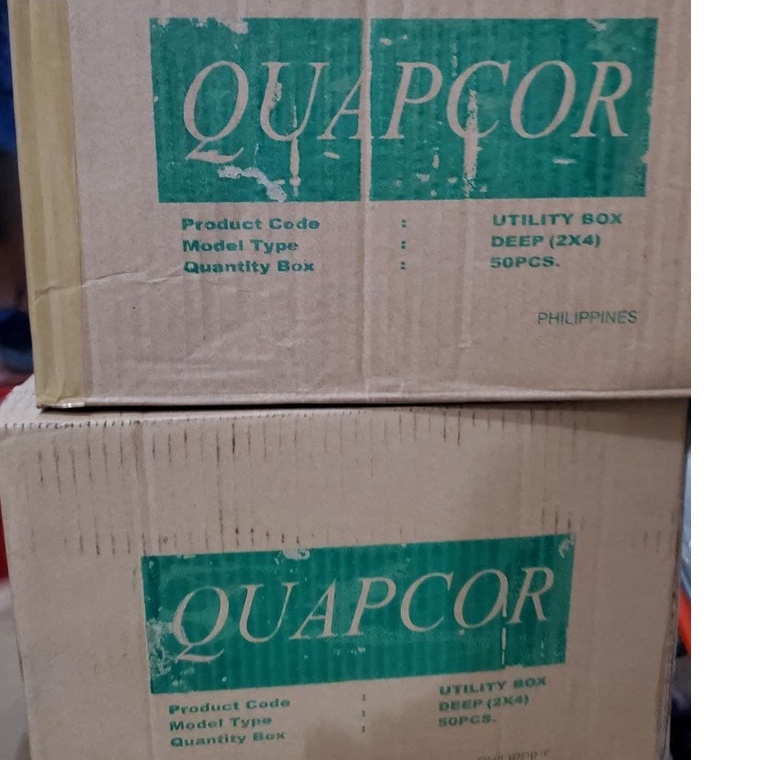 QUAPCOR
Product Code : UTILITY BOX
Model Type : DEEP (2X4)
Quantity Box : 50PCS.
PHILIPPINES
QUAPCOR
Product Code : UTILITY BOX
Model Type : DEEP (2X4)
Quantity Box : 50PCS.